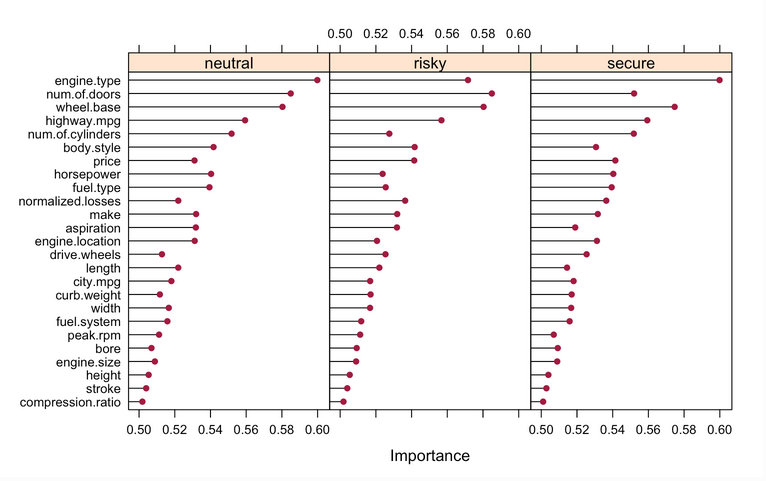 0.50 0.52 0.54 0.56 0.58 0.60
neutral risky secure
engine.type
num.of.doors
wheel.base
highway.mpg
num.of.cylinders
body.style
price
horsepower
fuel.type
normalized.losses
make
aspiration
engine.location
drive.wheels
length
city.mpg
curb.weight
width
fuel.system
peak.rpm
bore
engine.size
height
stroke
compression.ratio
0.50 0.52 0.54 0.56 0.58 0.60 0.50 0.52 0.54 0.56 0.58 0.60
Importance